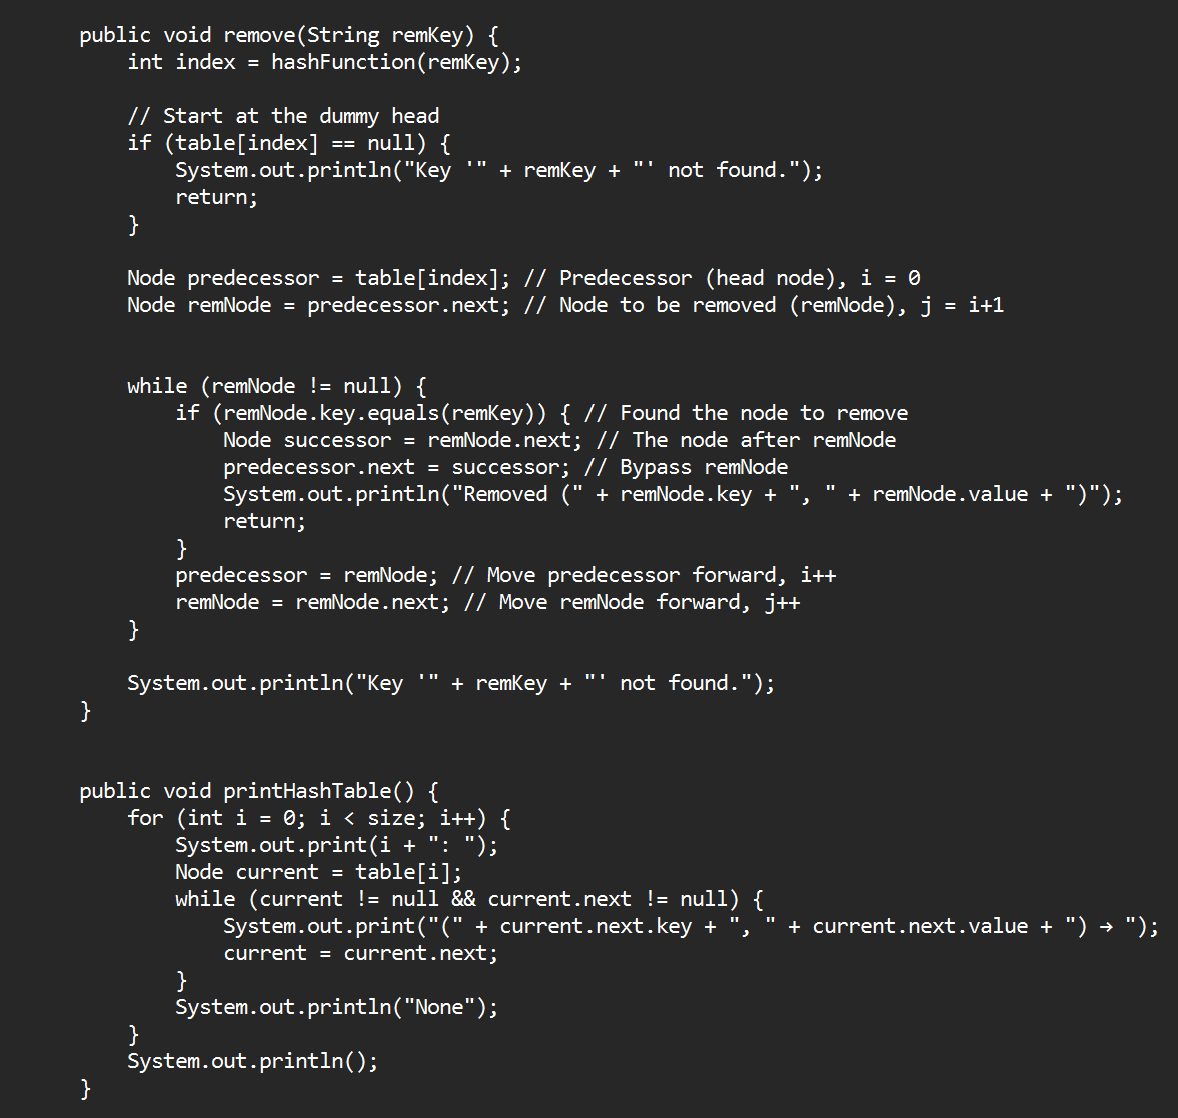 public void remove(String remKey) {
int index = hashFunction(remKey);
// Start at the dummy head
if (table[index] == null) {
System.out.println("Key '" + remKey + "' not found.");
return;
}
Node predecessor = table[index]; // Predecessor (head node), i = 0
Node remNode = predecessor.next; // Node to be removed (remNode), j = i+1
while (remNode != null) {
if (remNode.key.equals(remKey)) { // Found the node to remove
Node successor = remNode.next; // The node after remNode
predecessor.next = successor; // Bypass remNode
System.out.println("Removed (" + remNode.key + ", " + remNode.value + ")");
return;
}
predecessor = remNode; // Move predecessor forward, i++
remNode = remNode.next; // Move remNode forward, j++
}
System.out.println("Key '" + remKey + "' not found.");
}
public void printHashTable() {
for (int i = 0; i < size; i++) {
System.out.print(i + ": ");
Node current = table[i];
while (current != null && current.next != null) {
System.out.print("(" + current.next.key + ", " + current.next.value + ") → ");
current = current.next;
}
System.out.println("None");
}
System.out.println();
}